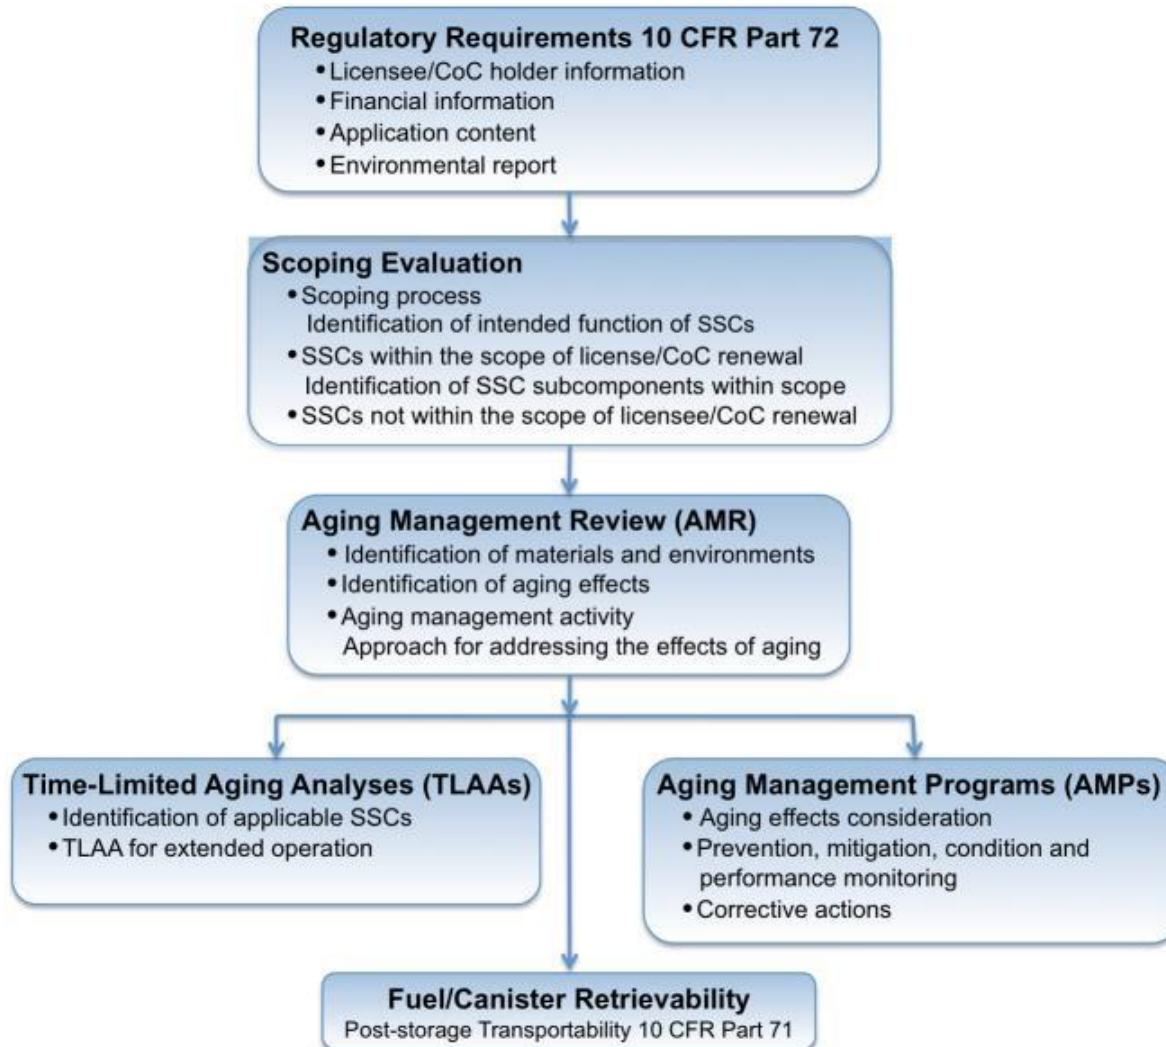 Regulatory Requirements 10 CFR Part 72
• Licensee/CoC holder information
• Financial information
• Application content
• Environmental report
Scoping Evaluation
• Scoping process
Identification of intended function of SSCs
• SSCs within the scope of license/CoC renewal
Identification of SSC subcomponents within scope
• SSCs not within the scope of licensee/CoC renewal
Aging Management Review (AMR)
• Identification of materials and environments
• Identification of aging effects
• Aging management activity
Approach for addressing the effects of aging
Time-Limited Aging Analyses (TLAAs)
• Identification of applicable SSCs
• TLAA for extended operation
Aging Management Programs (AMPs)
• Aging effects consideration
• Prevention, mitigation, condition and
performance monitoring
• Corrective actions
Fuel/Canister Retrievability
Post-storage Transportability 10 CFR Part 71